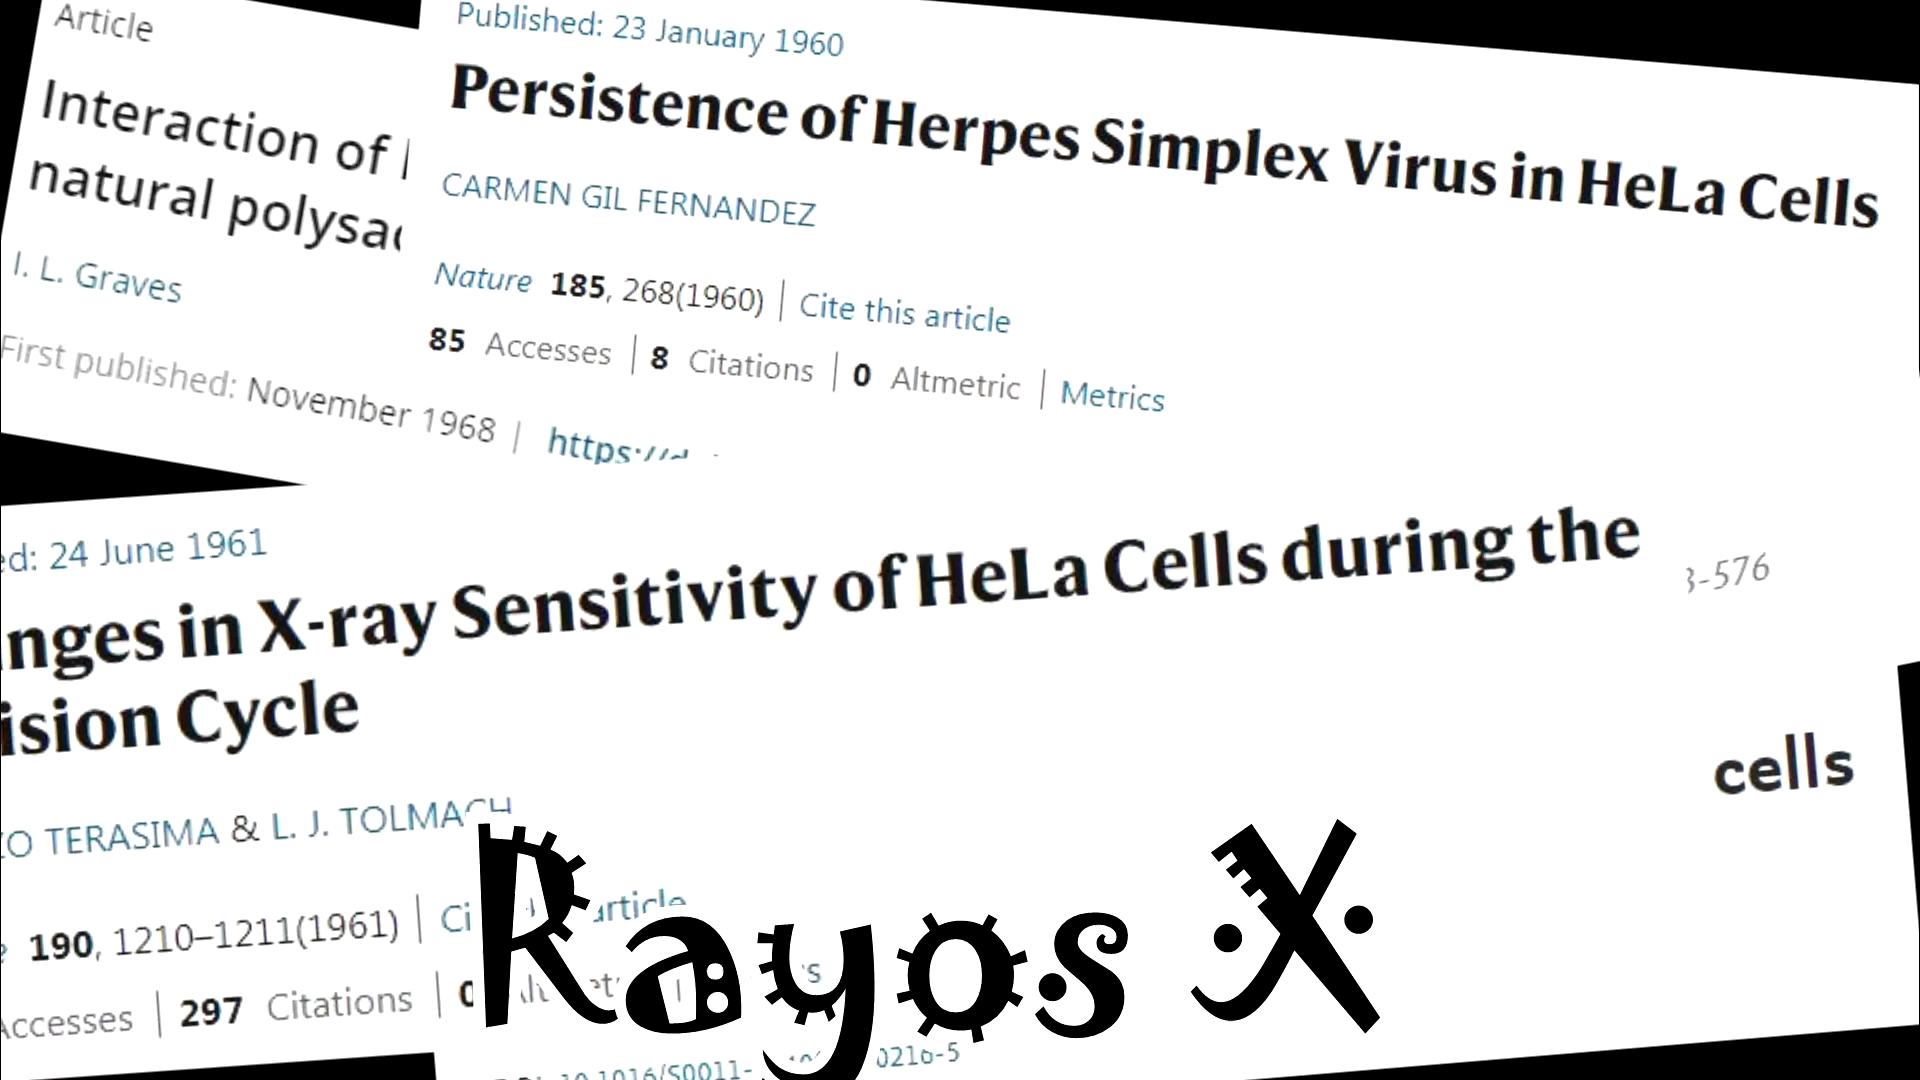 Article
Interaction of
natural
I. L. Graves
First published: November 1968 |
Published: 23 January 1960
Persistence of Herpes Simplex Virus in HeLa Cells
CARMEN GIL FERNANDEZ
Nature 185, 268(1960) | Cite this article
85 Accesses | 8 Citations | 0 Altmetric | Metrics
ed: 24 June 1961
nges in X-ray Sensitivity of HeLa Cells during the
ision Cycle
TERASIMA & L. J. TOLMACH
190, 1210–1211(1961) |
Accesses | 297 Citations |
-576
cells
Rayos X